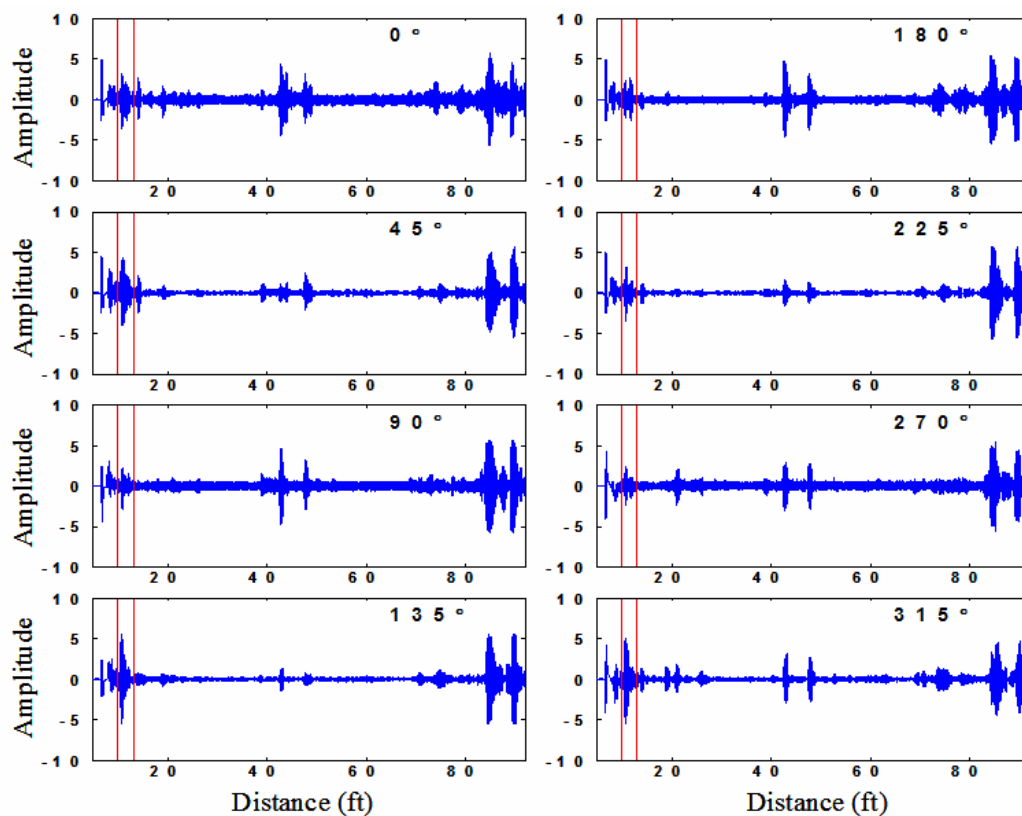 10 0° 10 180°
5 5
Amplitude 0 0
-5 -5
-10 20 40 60 80 -10 20 40 60 80
10 45° 10 225°
5 5
Amplitude 0 0
-5 -5
-10 20 40 60 80 -10 20 40 60 80
10 90° 10 270°
5 5
Amplitude 0 0
-5 -5
-10 20 40 60 80 -10 20 40 60 80
10 135° 10 315°
5 5
Amplitude 0 0
-5 -5
-10 20 40 60 80 -10 20 40 60 80
Distance (ft) Distance (ft)